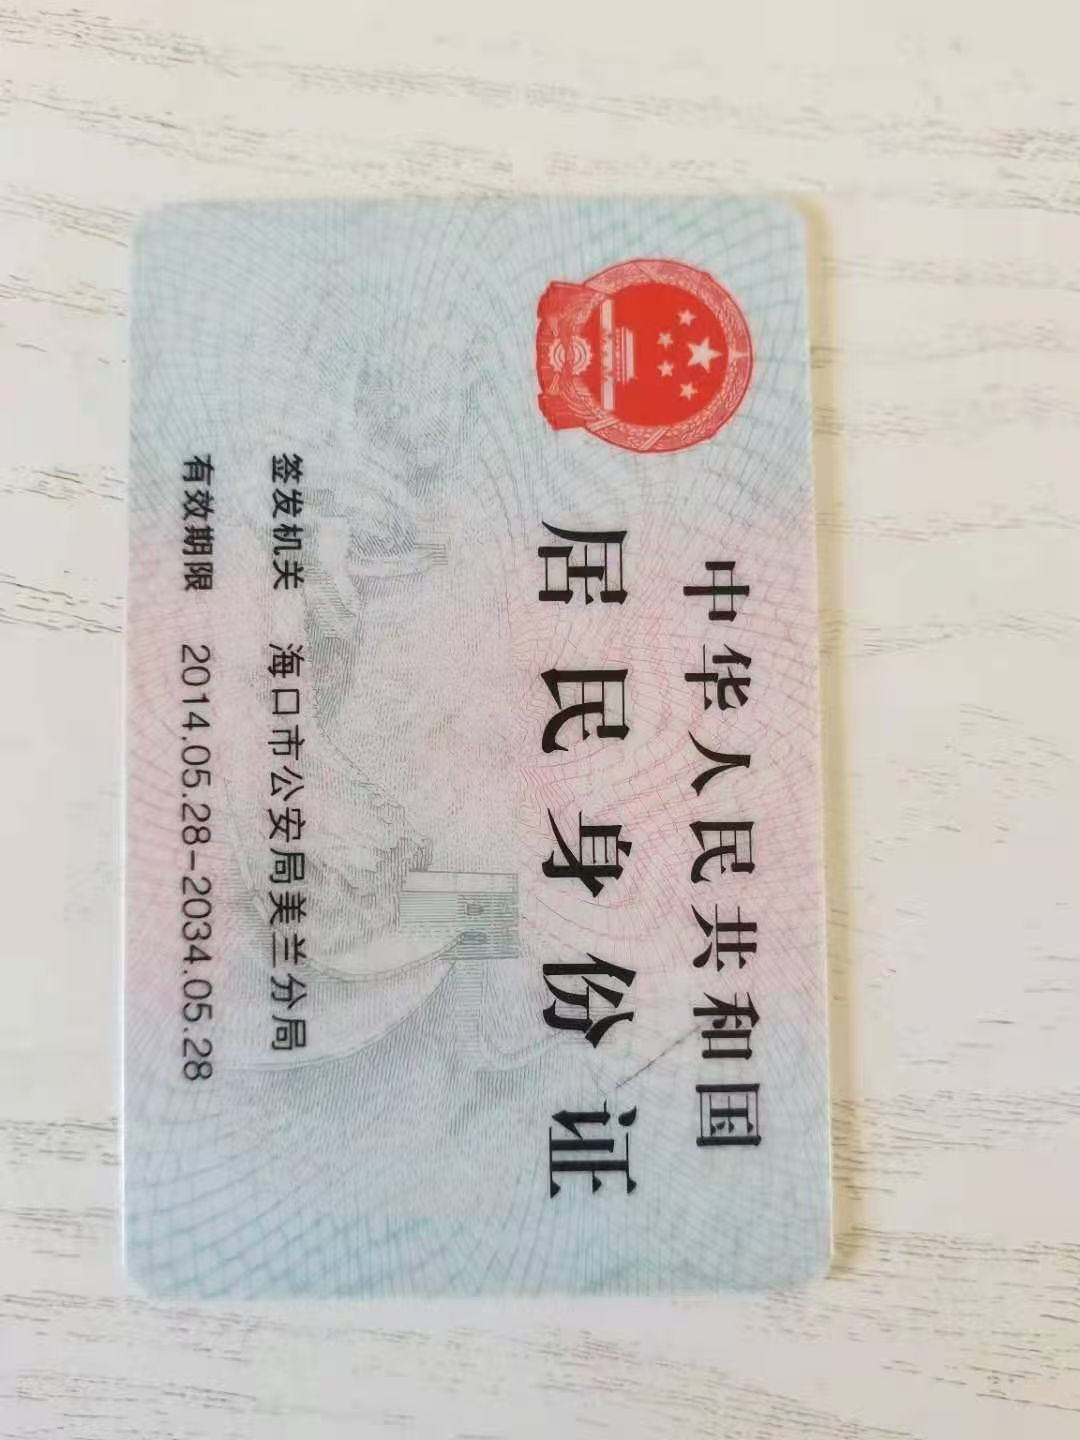 中华人民共和国
居民身份证
签发机关 海口市公安局美兰分局
有效期限 2014.05.28-2034.05.28